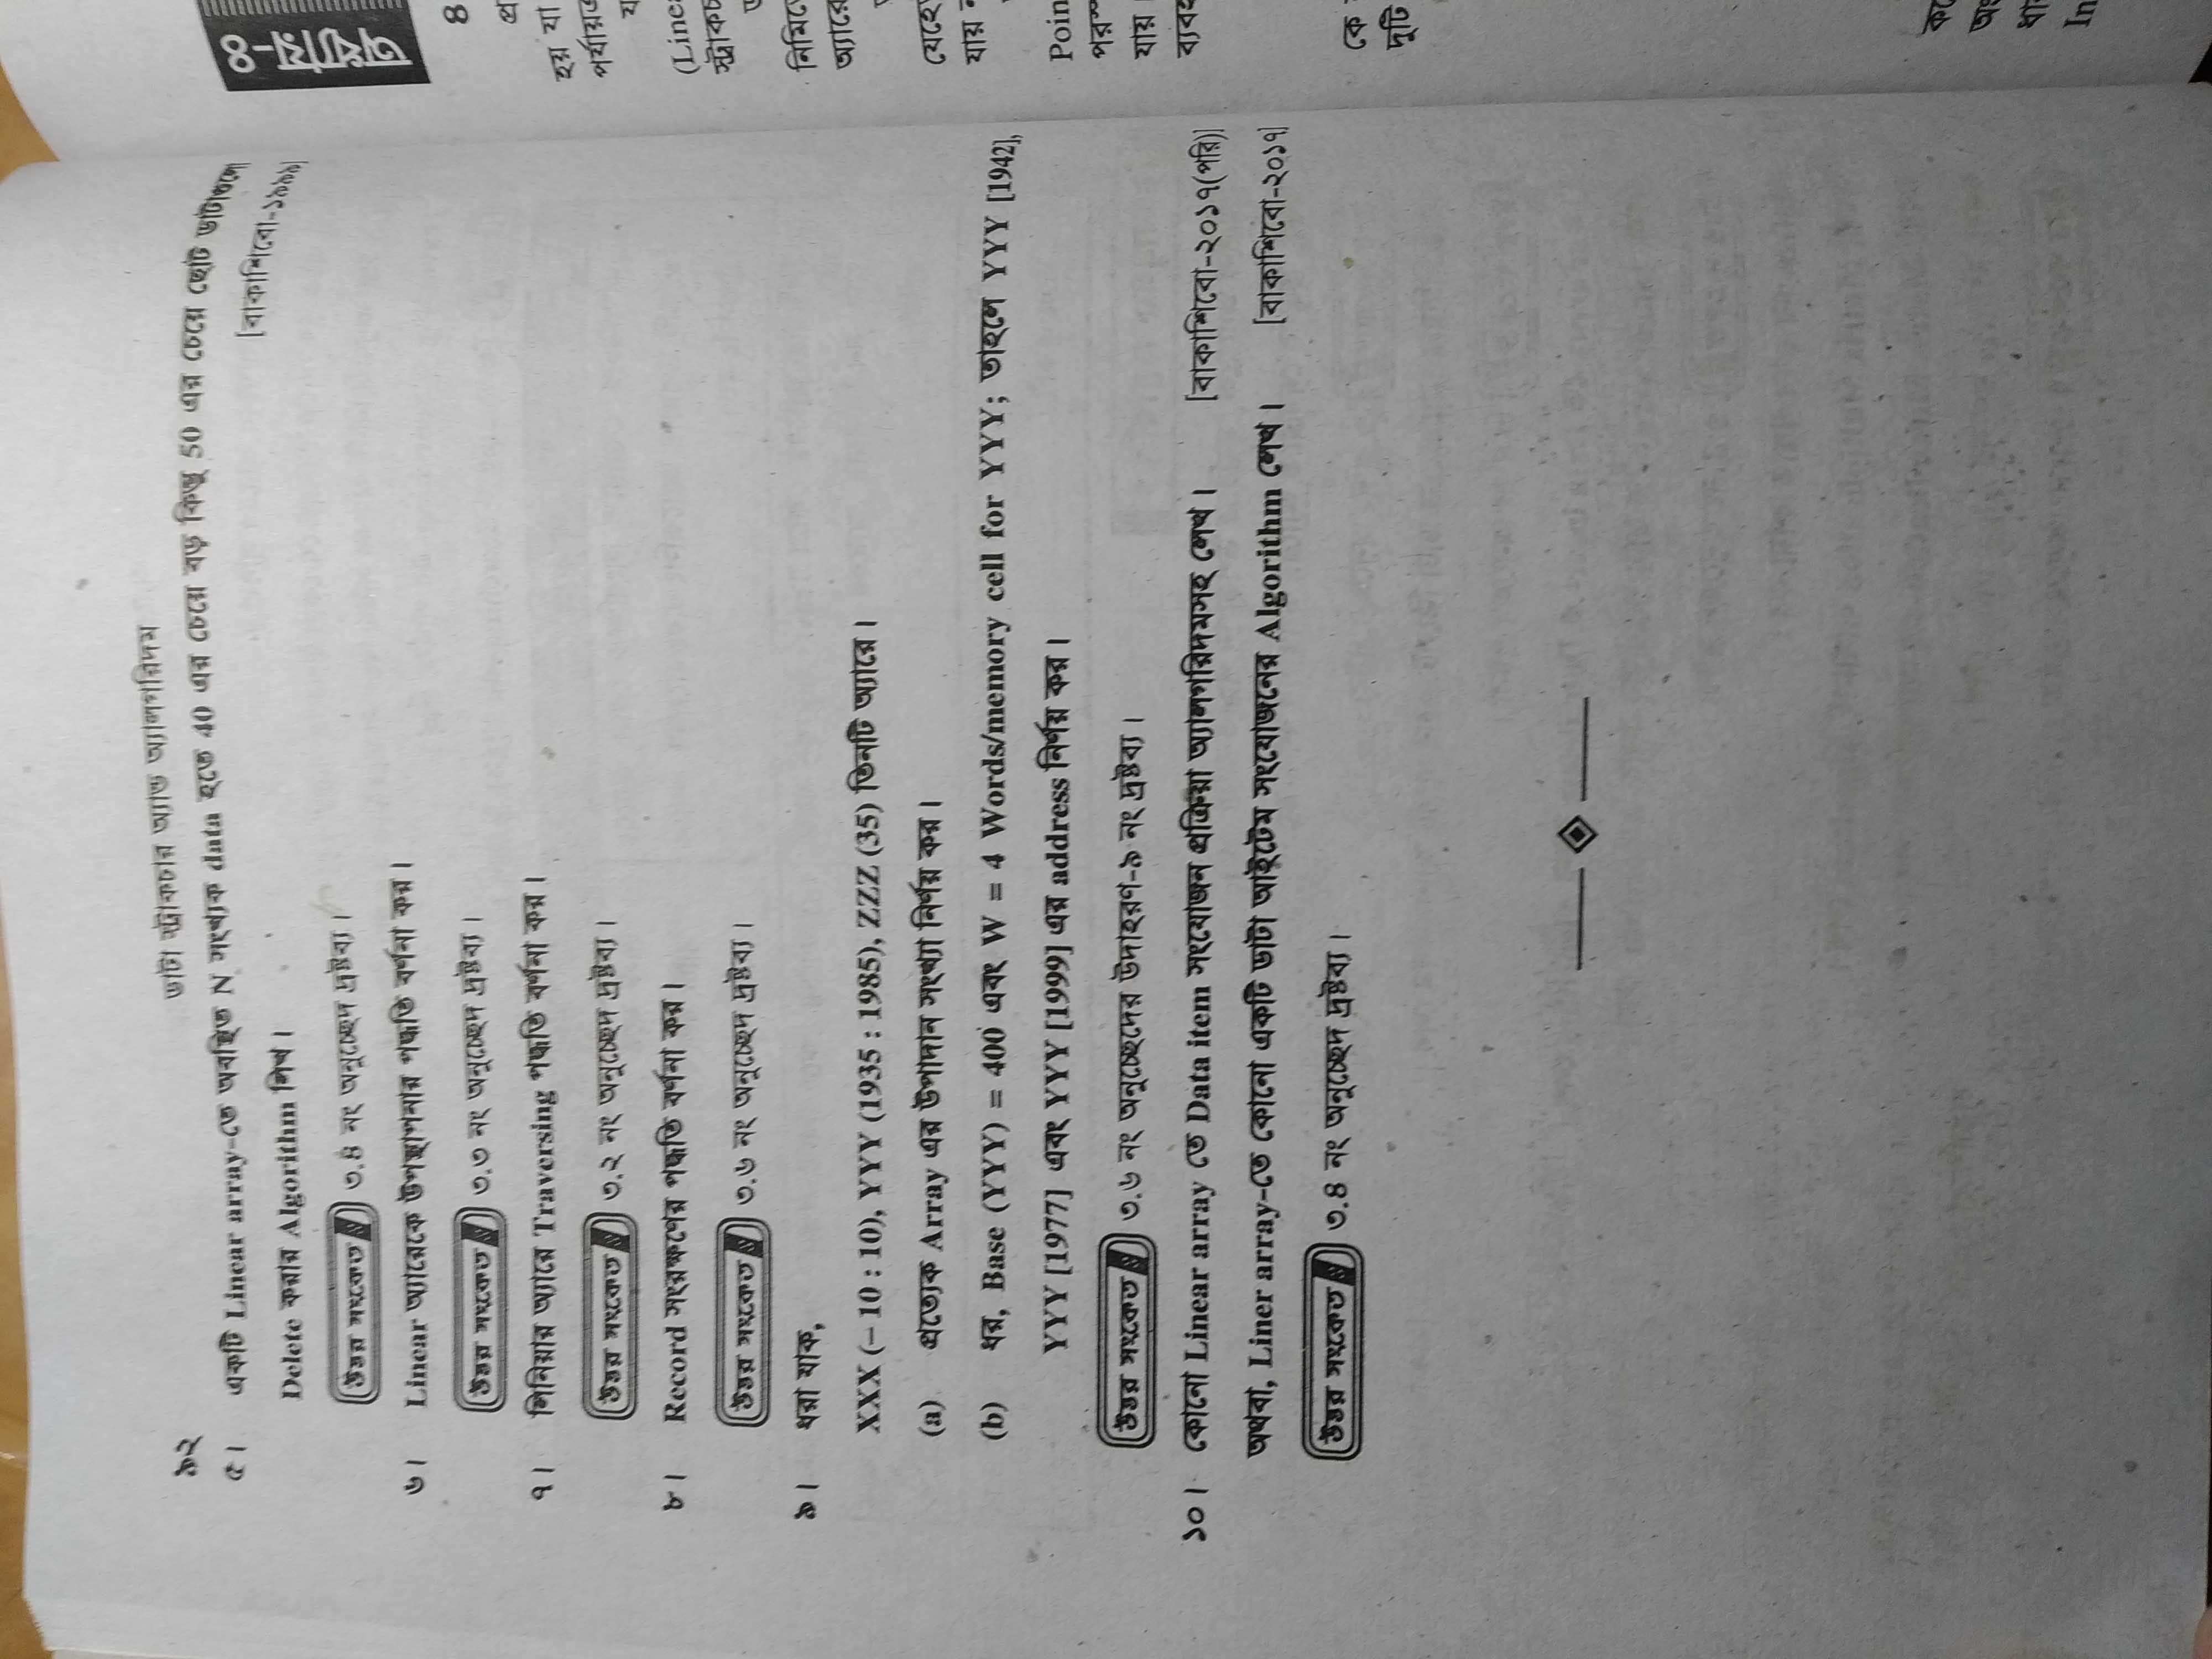 ৯২
ডাটা স্ট্রাকচার অ্যান্ড অ্যালগরিদমস
৫। একটি Linear array-তে অবস্থিত N সংখ্যক data হতে 40 এর চেয়ে বড় কিন্তু 50 এর চেয়ে ছোট ডাটাগুলো
Delete করার Algorithm লিখ। [বাকাশিবো-১৯৯৯]
উত্তর সংকেত ৩.৪ নং অনুচ্ছেদ দ্রষ্টব্য।
৬। Linear অ্যারেকে উপস্থাপনার পদ্ধতি বর্ণনা কর।
উত্তর সংকেত ৩.৩ নং অনুচ্ছেদ দ্রষ্টব্য।
৭। লিনিয়ার অ্যারে Traversing পদ্ধতি বর্ণনা কর।
উত্তর সংকেত ৩.২ নং অনুচ্ছেদ দ্রষ্টব্য।
৮। Record সংরক্ষণের পদ্ধতি বর্ণনা কর।
উত্তর সংকেত ৩.৬ নং অনুচ্ছেদ দ্রষ্টব্য।
৯। ধরা যাক,
XXX (– 10 : 10), YYY (1935 : 1985), ZZZ (35) তিনটি অ্যারে।
(a) প্রত্যেক Array এর উপাদান সংখ্যা নির্ণয় কর।
(b) ধর, Base (YYY) = 400 এবং W = 4 Words/memory cell for YYY; তাহলে YYY [1942],
YYY [1977] এবং YYY [1999] এর address নির্ণয় কর।
উত্তর সংকেত ৩.৬ নং অনুচ্ছেদের উদাহরণ-৯ নং দ্রষ্টব্য।
১০। কোনো Linear array তে Data item সংযোজন প্রক্রিয়া অ্যালগরিদমসহ লেখ। [বাকাশিবো-২০১৭(পরি)]
অথবা, Liner array-তে কোনো একটি ডাটা আইটেম সংযোজনের Algorithm লেখ। [বাকাশিবো-২০১৭]
উত্তর সংকেত ৩.৪ নং অনুচ্ছেদ দ্রষ্টব্য।
অধ্যায়
-৪
হয় যা
(Linea
Poin
কে
দুটি
In